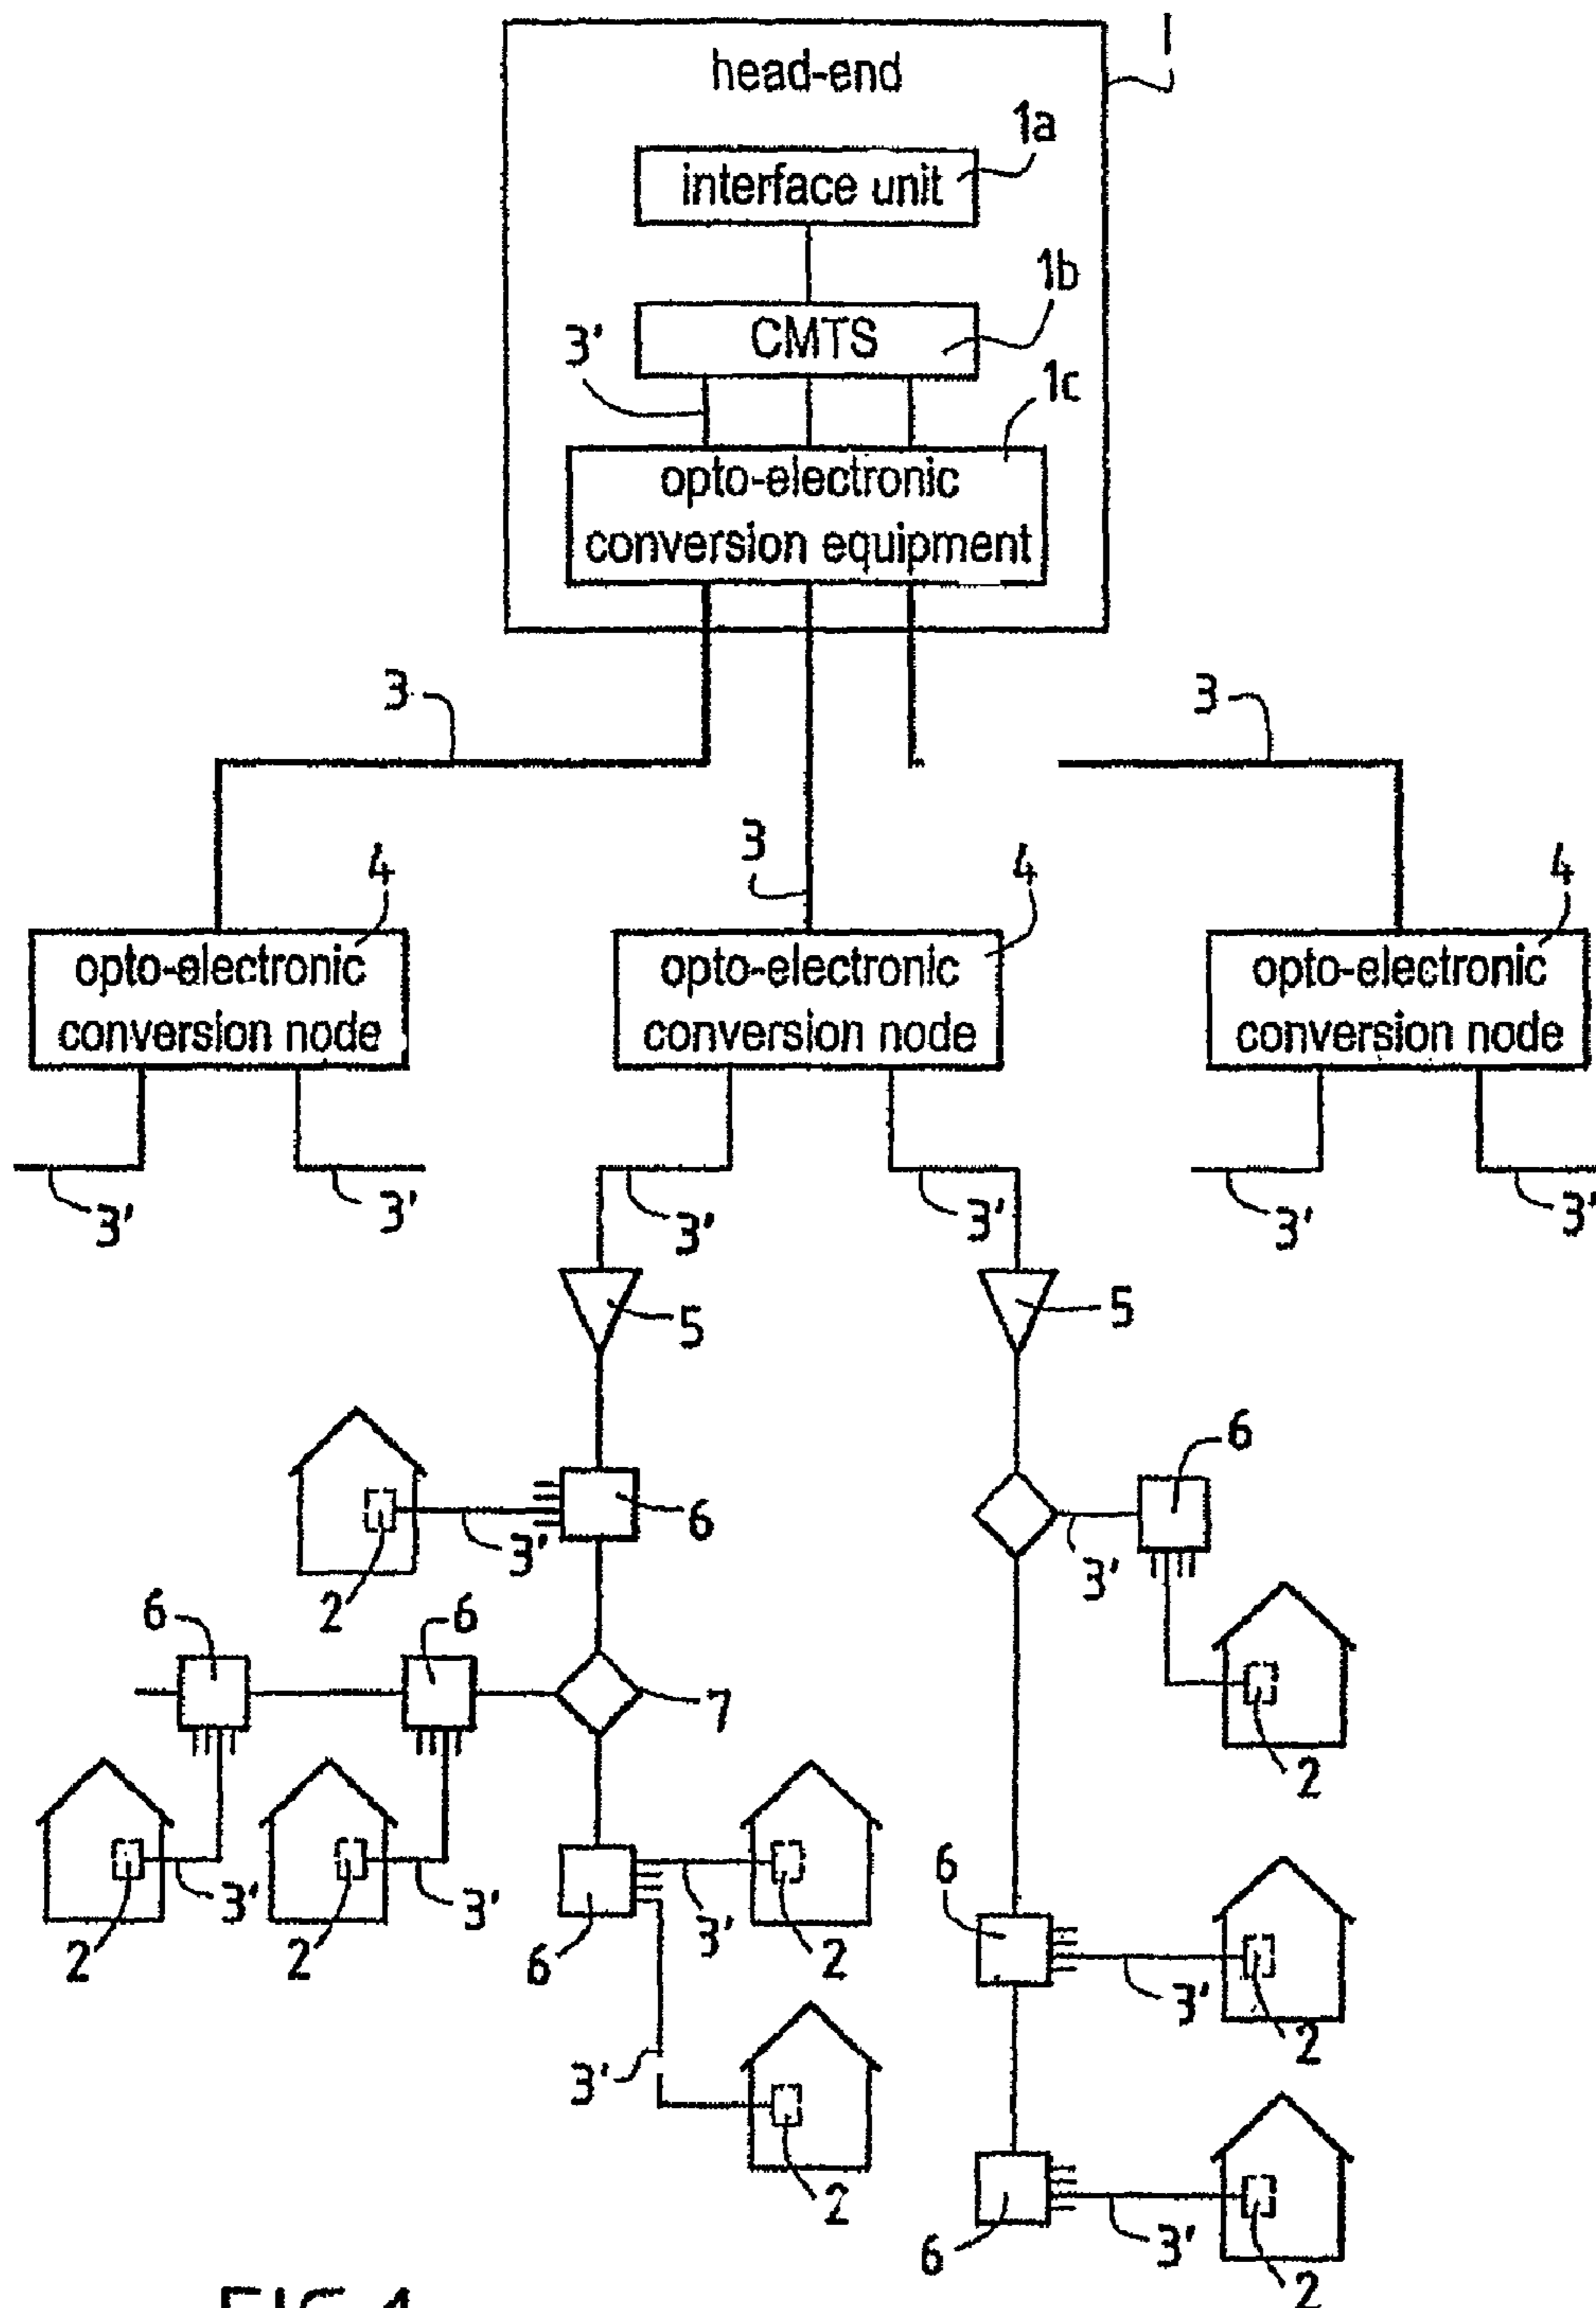 1
head-end
1a
interface unit
1b
CMTS
3'
1c
opto-electronic
conversion equipment
3
3
3
4
4
4
opto-electronic
conversion node
opto-electronic
conversion node
opto-electronic
conversion node
3'
3'
3'
3'
3'
3'
5
5
6
6
3'
3'
2
6
6
7
2
3'
3'
2
2
6
3'
2
6
3'
2
3'
2
6
3'
2
FIG.1